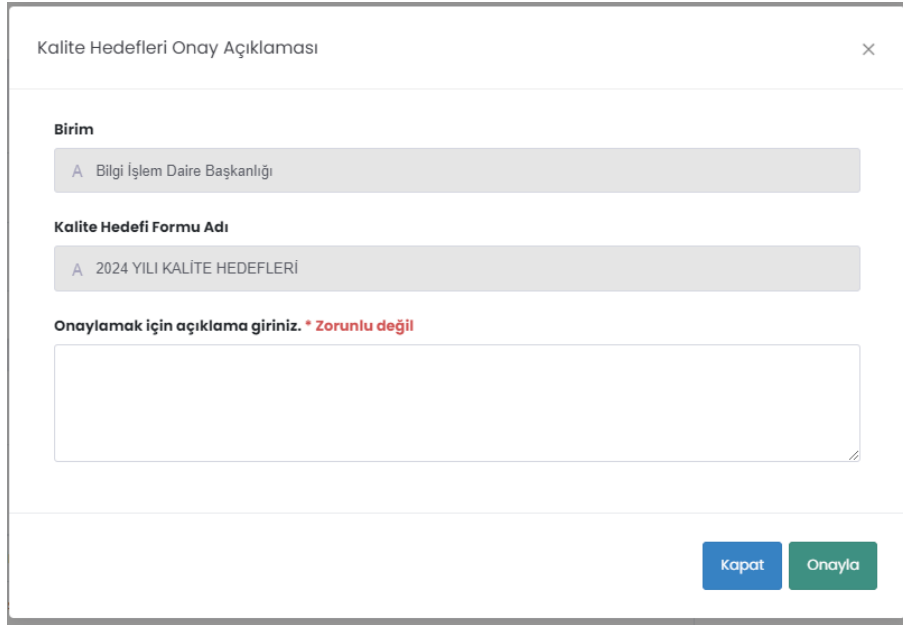 Kalite Hedefleri Onay Açıklaması
×
Birim
A Bilgi İşlem Daire Başkanlığı
Kalite Hedefi Formu Adı
A 2024 YILI KALİTE HEDEFLERİ
Onaylamak için açıklama giriniz. * Zorunlu değil
Kapat Onayla